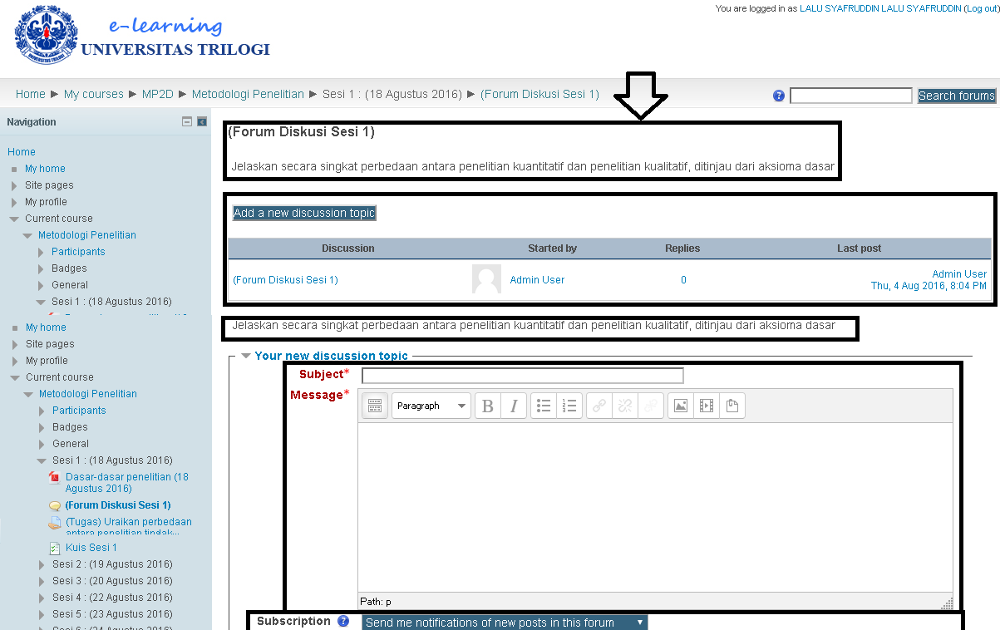 You are logged in as LALU SYAFRUDDIN LALU SYAFRUDDIN (Log out)
e-learning
UNIVERSITAS TRILOGI
Home ► My courses ► MP2D ► Metodologi Penelitian ► Sesi 1 : (18 Agustus 2016) ► (Forum Diskusi Sesi 1)
Search forums
Navigation
Home
My home
Site pages
My profile
Current course
Metodologi Penelitian
Participants
Badges
General
Sesi 1 : (18 Agustus 2016)
My home
Site pages
My profile
Current course
Metodologi Penelitian
Participants
Badges
General
Sesi 1 : (18 Agustus 2016)
Dasar-dasar penelitian (18
Agustus 2016)
(Forum Diskusi Sesi 1)
(Tugas) Uraikan perbedaan
antara penelitian tindak...
Kuis Sesi 1
Sesi 2 : (19 Agustus 2016)
Sesi 3 : (20 Agustus 2016)
Sesi 4 : (22 Agustus 2016)
Sesi 5 : (23 Agustus 2016)
Sesi 6 : (24 Agustus 2016)
(Forum Diskusi Sesi 1)
Jelaskan secara singkat perbedaan antara penelitian kuantitatif dan penelitian kualitatif, ditinjau dari aksioma dasar
Add a new discussion topic
Discussion Started by Replies Last post
(Forum Diskusi Sesi 1) Admin User 0 Admin User
Thu, 4 Aug 2016, 8:04 PM
Jelaskan secara singkat perbedaan antara penelitian kuantitatif dan penelitian kualitatif, ditinjau dari aksioma dasar
Your new discussion topic
Subject*
Message*
Paragraph B I
Path: p
Subscription Send me notifications of new posts in this forum